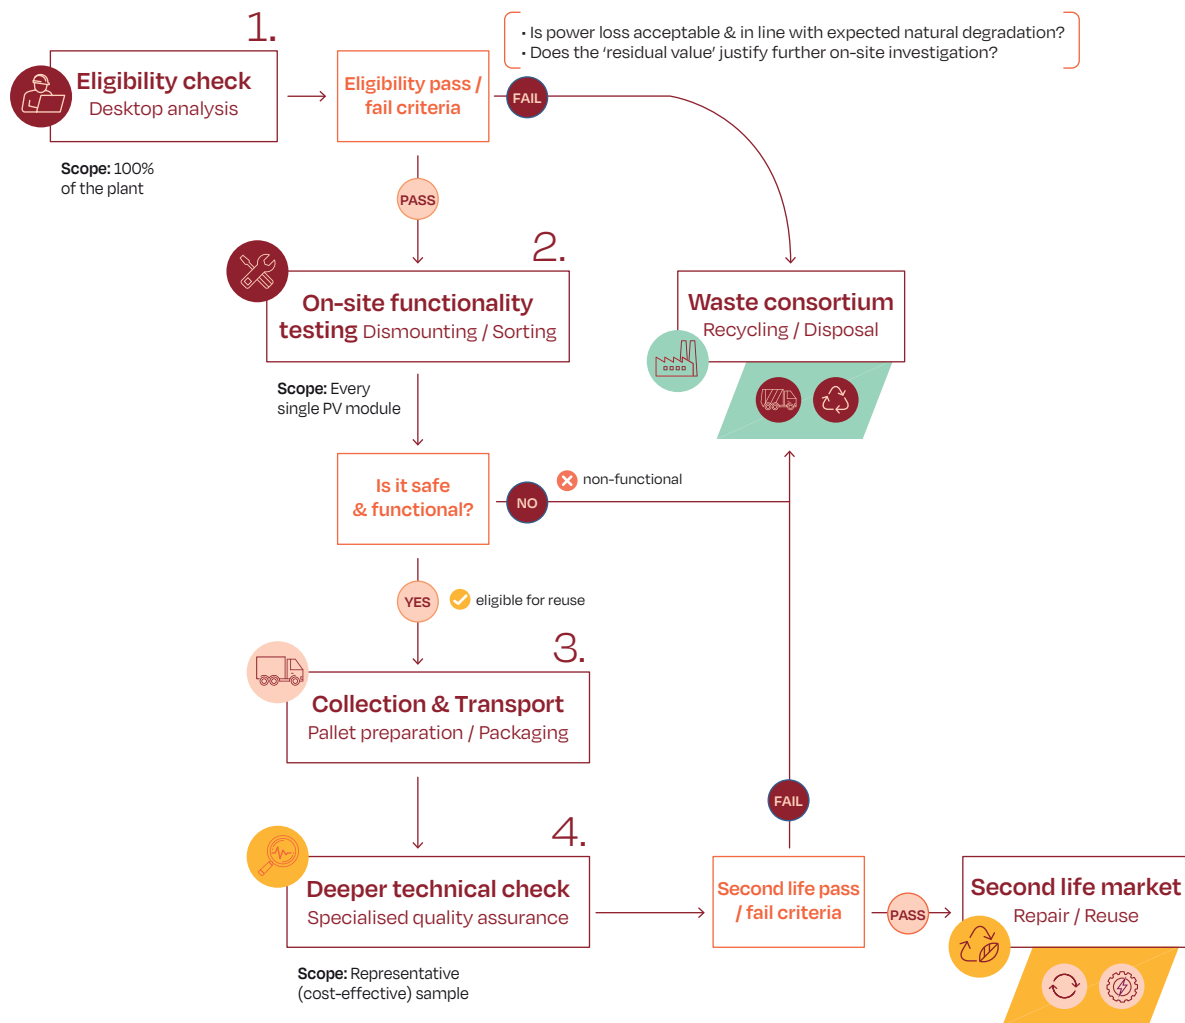 1.
Eligibility check
Desktop analysis
Scope: 100%
of the plant
Eligibility pass /
fail criteria
FAIL
• Is power loss acceptable & in line with expected natural degradation?
• Does the ‘residual value’ justify further on-site investigation?
PASS
2.
On-site functionality
testing Dismounting / Sorting
Scope: Every
single PV module
Waste consortium
Recycling / Disposal
Is it safe
& functional?
NO
non-functional
YES
eligible for reuse
3.
Collection & Transport
Pallet preparation / Packaging
4.
Deeper technical check
Specialised quality assurance
Scope: Representative
(cost-effective) sample
FAIL
Second life pass
/ fail criteria
PASS
Second life market
Repair / Reuse